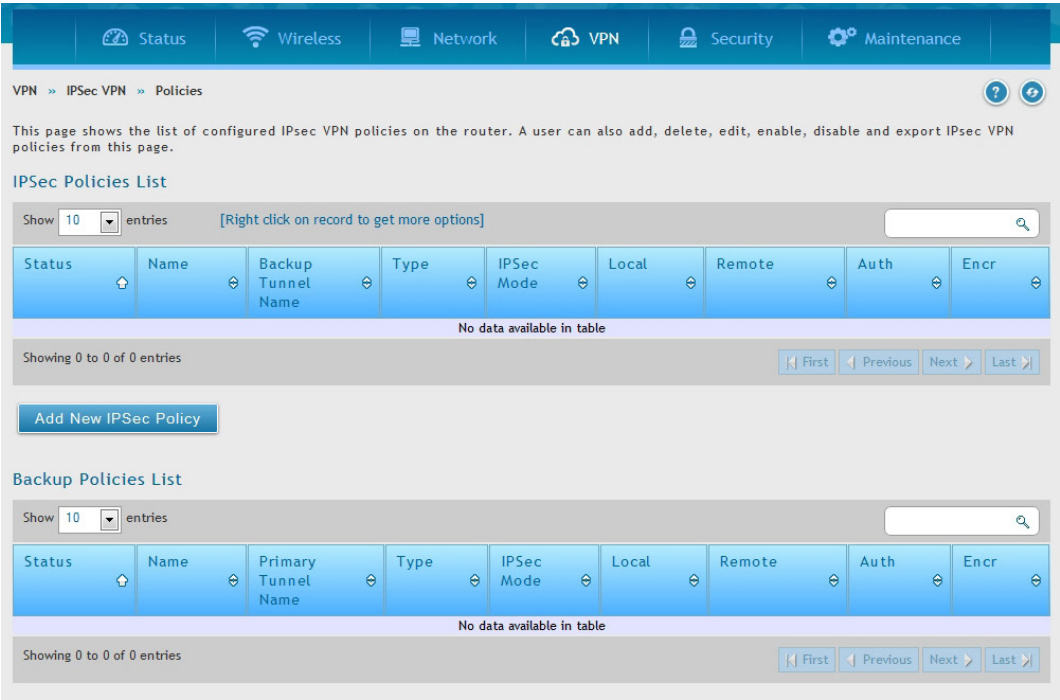 Status Wireless Network VPN Security Maintenance
VPN » IPSec VPN » Policies
?
This page shows the list of configured IPsec VPN policies on the router. A user can also add, delete, edit, enable, disable and export IPsec VPN
policies from this page.
IPSec Policies List
Show 10 entries [Right click on record to get more options]
Status Name Backup Tunnel Name Type IPSec Mode Local Remote Auth Encr
No data available in table
Showing 0 to 0 of 0 entries First Previous Next Last
Add New IPSec Policy
Backup Policies List
Show 10 entries
Status Name Primary Tunnel Name Type IPSec Mode Local Remote Auth Encr
No data available in table
Showing 0 to 0 of 0 entries First Previous Next Last